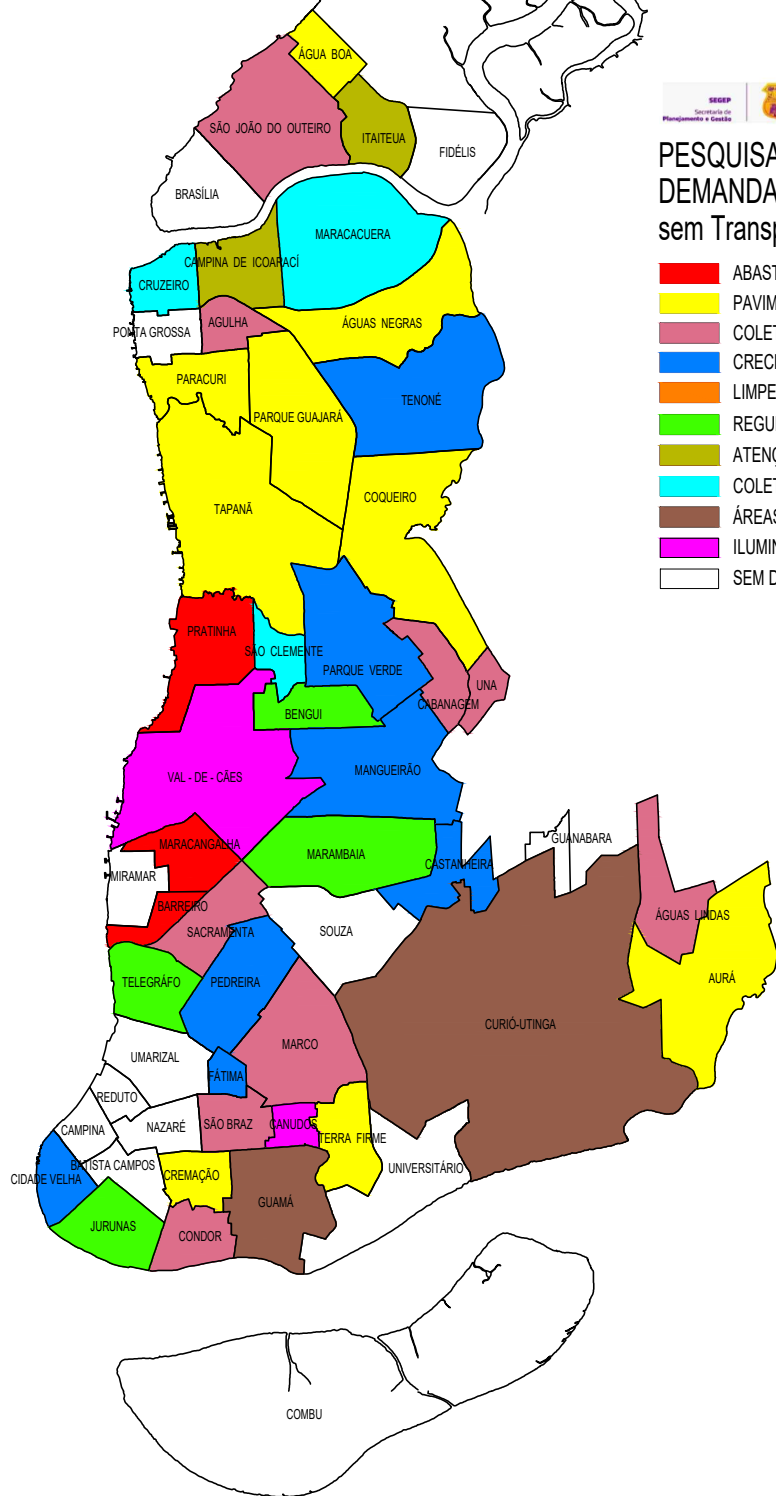 ÁGUA BOA
SÃO JOÃO DO OUTEIRO
ITAITEUA
FIDÉLIS
BRASÍLIA
MARACACUERA
CAMPINA DE ICOARACÍ
CRUZEIRO
AGULHA
PONTA GROSSA
ÁGUAS NEGRAS
PARACURI
PARQUE GUAJARÁ
TENONÉ
TAPANÃ
COQUEIRO
PRATINHA
SÃO CLEMENTE
PARQUE VERDE
UNA
CABANAGEM
BENGUI
VAL - DE - CÃES
MANGUEIRÃO
MARACANGALHA
MARAMBAIA
GUANABARA
CASTANHEIRA
MIRAMAR
BARREIRO
SACRAMENTA
SOUZA
ÁGUAS LINDAS
TELEGRÁFO
PEDREIRA
AURÁ
CURIÓ-UTINGA
MARCO
UMARIZAL
FÁTIMA
REDUTO
CAMPINA
NAZARÉ
SÃO BRAZ
CANUDOS
TERRA FIRME
BATISTA CAMPOS
CIDADE VELHA
CREMAÇÃO
UNIVERSITÁRIO
GUAMÁ
JURUNAS
CONDOR
COMBU
SEGEP
Secretaria de
Planejamento e Gestão
PESQUISA
DEMANDA
sem Transp
ABAST
PAVIM
COLET
CREC
LIMPE
REGU
ATENÇ
COLET
ÁREAS
ILUMIN
SEM D